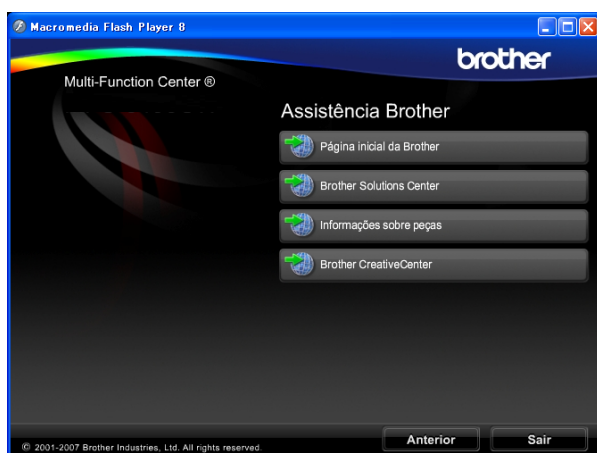 Macromedia Flash Player 8
brother
Multi-Function Center ®
Assistência Brother
Página inicial da Brother
Brother Solutions Center
Informações sobre peças
Brother CreativeCenter
Anterior
Sair
© 2001-2007 Brother Industries, Ltd. All rights reserved.